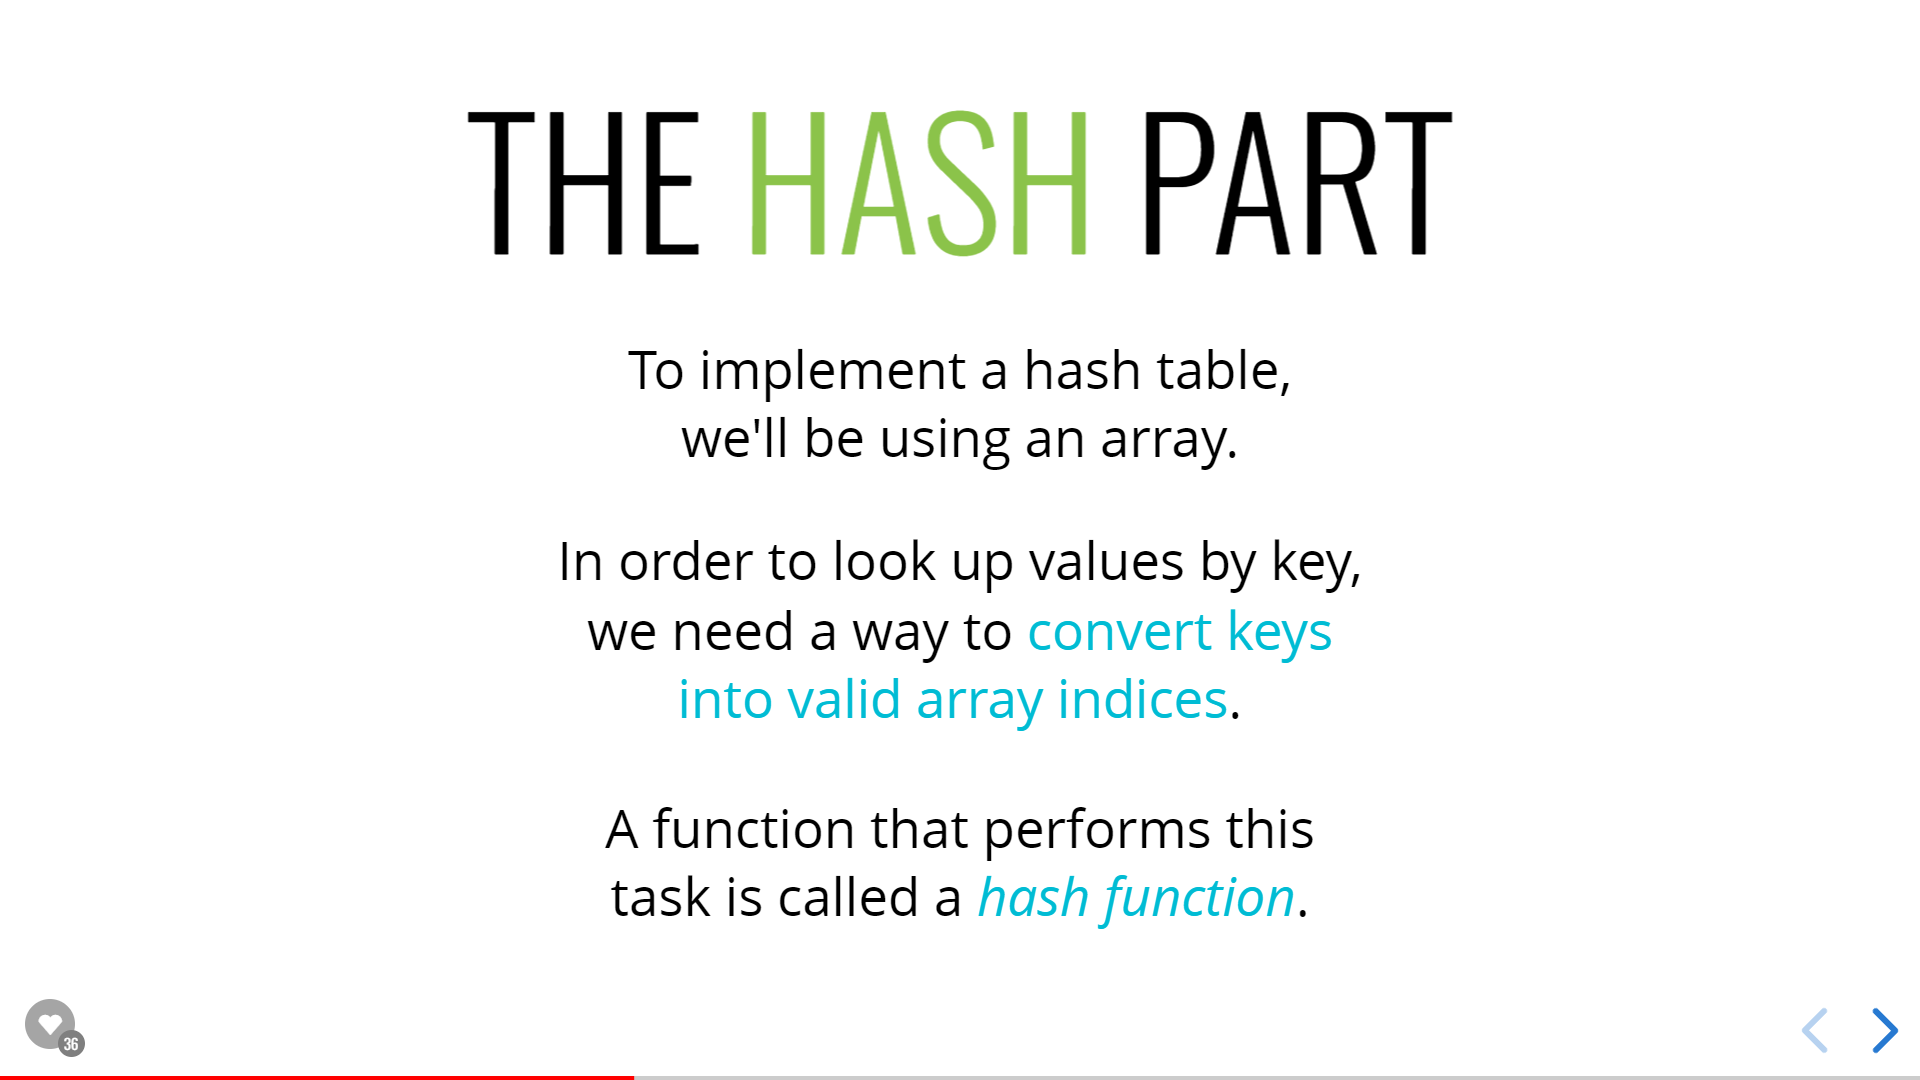 THE HASH PART
To implement a hash table,
we'll be using an array.
In order to look up values by key,
we need a way to convert keys
into valid array indices.
A function that performs this
task is called a hash function.
36